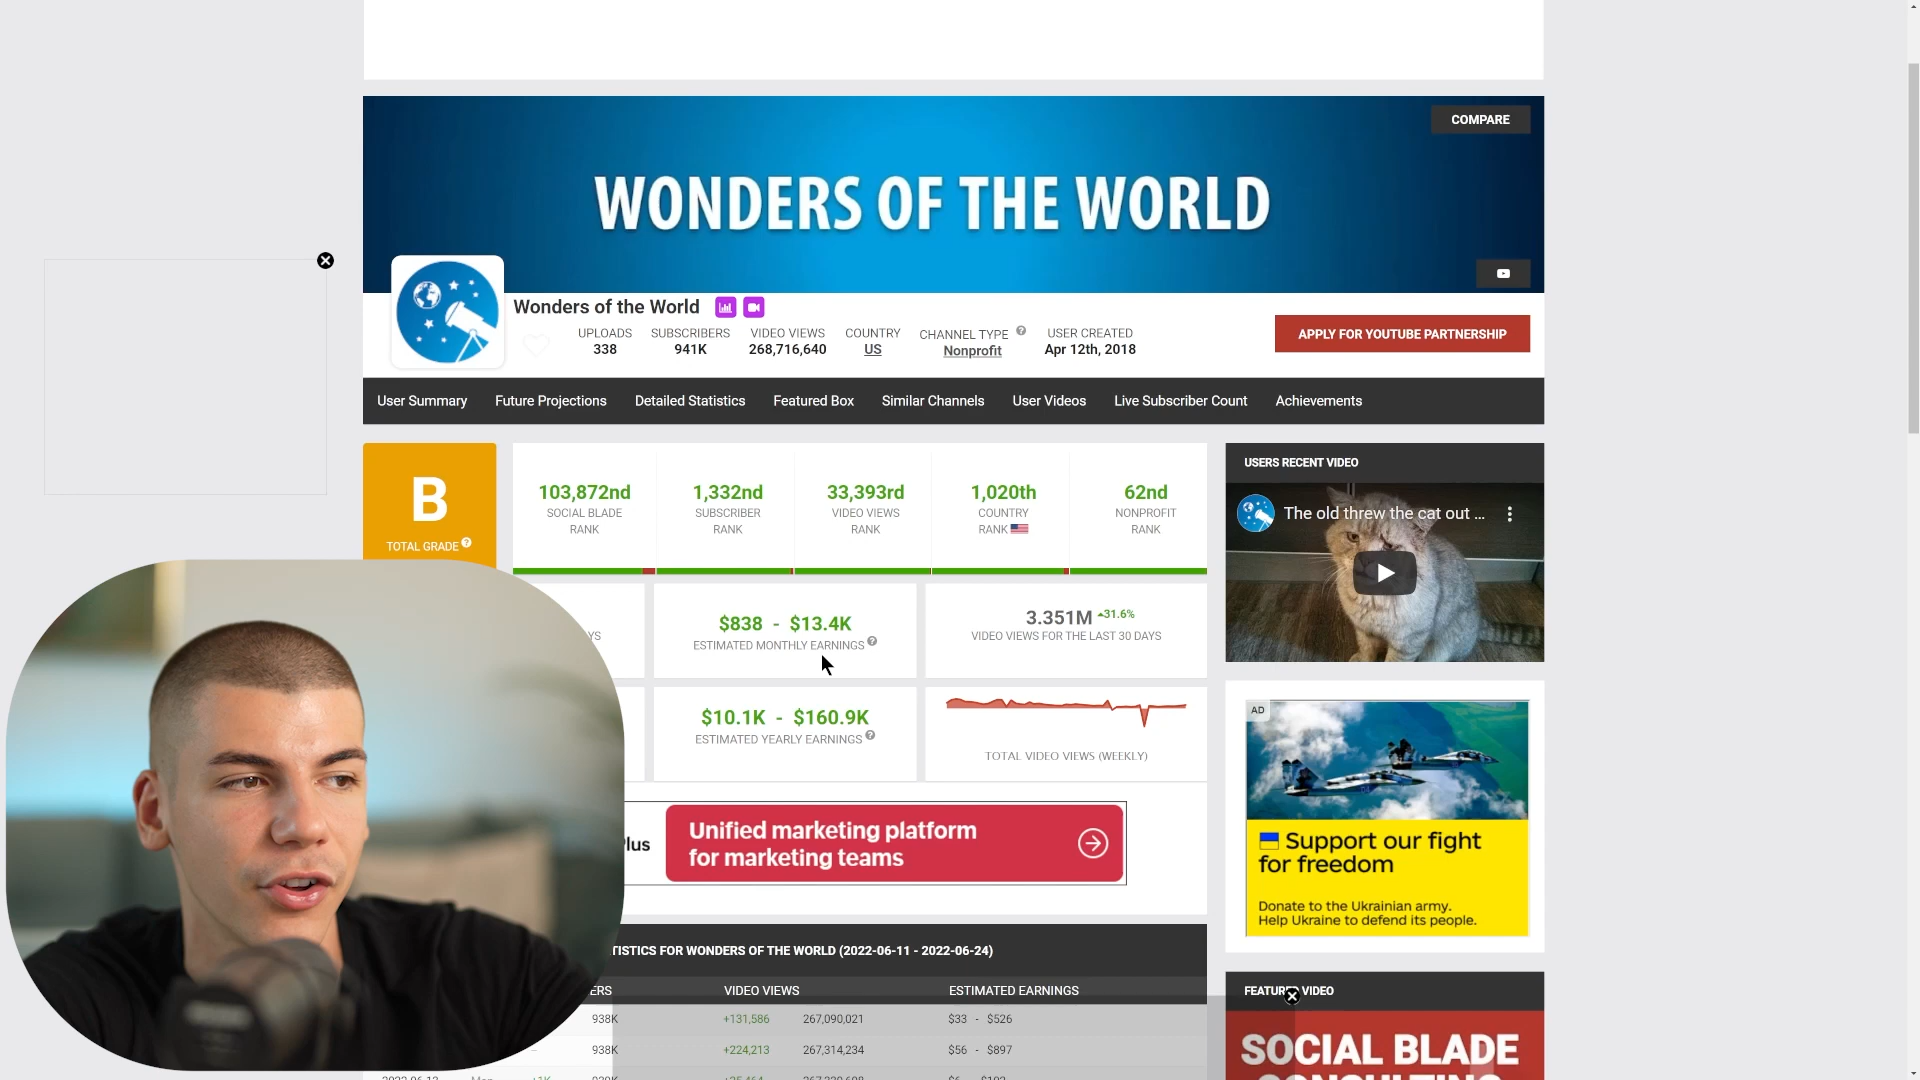 COMPARE
WONDERS OF THE WORLD
Wonders of the World
UPLOADS
338
SUBSCRIBERS
941K
VIDEO VIEWS
268,716,640
COUNTRY
US
CHANNEL TYPE
Nonprofit
USER CREATED
Apr 12th, 2018
APPLY FOR YOUTUBE PARTNERSHIP
User Summary
Future Projections
Detailed Statistics
Featured Box
Similar Channels
User Videos
Live Subscriber Count
Achievements
B
TOTAL GRADE
103,872nd
SOCIAL BLADE
RANK
1,332nd
SUBSCRIBER
RANK
33,393rd
VIDEO VIEWS
RANK
1,020th
COUNTRY
RANK
62nd
NONPROFIT
RANK
USERS RECENT VIDEO
The old threw the cat out ...
YS
$838 - $13.4K
ESTIMATED MONTHLY EARNINGS
3.351M 31.6%
VIDEO VIEWS FOR THE LAST 30 DAYS
$10.1K - $160.9K
ESTIMATED YEARLY EARNINGS
TOTAL VIDEO VIEWS (WEEKLY)
lus
Unified marketing platform
for marketing teams
AD
Support our fight
for freedom
Donate to the Ukrainian army.
Help Ukraine to defend its people.
TISTICS FOR WONDERS OF THE WORLD (2022-06-11 - 2022-06-24)
ERS
VIDEO VIEWS
ESTIMATED EARNINGS
938K +131,586 267,090,021 $33 - $526
938K +224,213 267,314,234 $56 - $897
FEATURED VIDEO
SOCIAL BLADE
CONSULTING